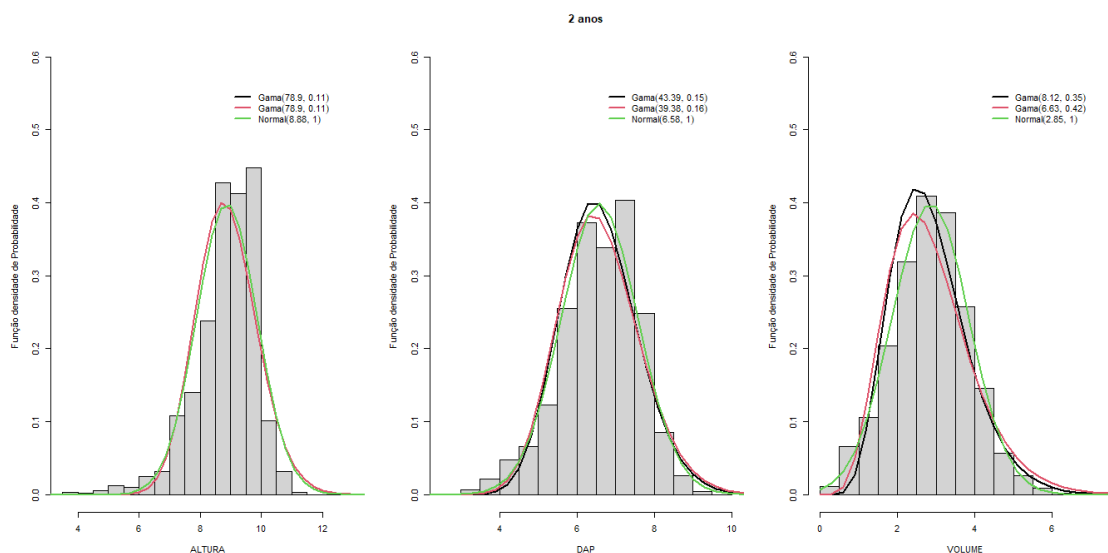 2 anos
Função densidade de Probabilidade
0.0
0.1
0.2
0.3
0.4
0.5
0.6
Gama(78.9, 0.11)
Gama(78.9, 0.11)
Normal(8.88, 1)
4 6 8 10 12
ALTURA
Função densidade de Probabilidade
0.0
0.1
0.2
0.3
0.4
0.5
0.6
Gama(43.39, 0.15)
Gama(39.38, 0.16)
Normal(6.58, 1)
4 6 8 10
DAP
Função densidade de Probabilidade
0.0
0.1
0.2
0.3
0.4
0.5
0.6
Gama(8.12, 0.35)
Gama(6.63, 0.42)
Normal(2.85, 1)
0 2 4 6
VOLUME